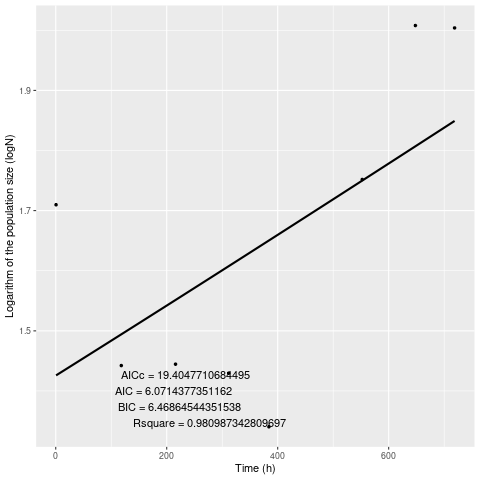 Logarithm of the population size (logN)
1.9
1.7
1.5
AICc = 19.4047710684495
AIC = 6.0714377351162
BIC = 6.46864544351538
Rsquare = 0.980987342809697
0
200
400
600
Time (h)